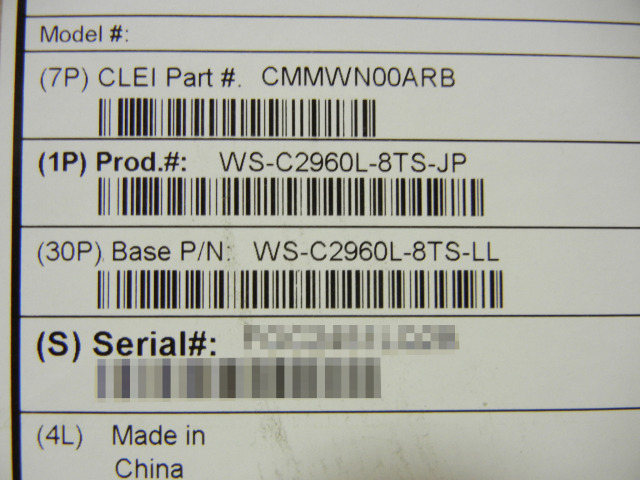 Model #:
(7P) CLEI Part #. CMMWN00ARB
(1P) Prod.#: WS-C2960L-8TS-JP
(30P) Base P/N: WS-C2960L-8TS-LL
(S) Serial#:
(4L) Made in
China